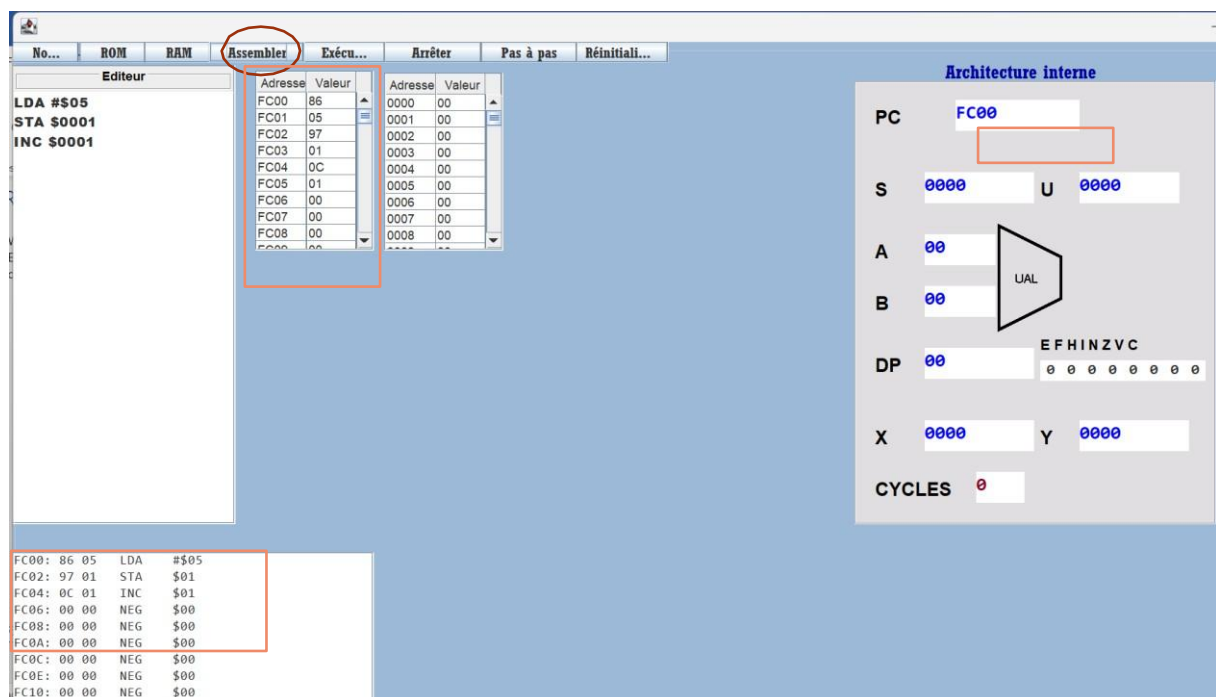 No... ROM RAM Assembler Exécu... Arrêter Pas à pas Réinitiali...
Editeur
LDA #$05
STA $0001
INC $0001
Adresse Valeur
FC00 86
FC01 05
FC02 97
FC03 01
FC04 0C
FC05 01
FC06 00
FC07 00
FC08 00
Adresse Valeur
0000 00
0001 00
0002 00
0003 00
0004 00
0005 00
0006 00
0007 00
0008 00
Architecture interne
PC FC00
S 0000 U 0000
A 00
UAL
B 00
EFHINZVC
DP 00 0 0 0 0 0 0 0 0
X 0000 Y 0000
CYCLES 0
FC00: 86 05 LDA #$05
FC02: 97 01 STA $01
FC04: 0C 01 INC $01
FC06: 00 00 NEG $00
FC08: 00 00 NEG $00
FC0A: 00 00 NEG $00
FC0C: 00 00 NEG $00
FC0E: 00 00 NEG $00
FC10: 00 00 NEG $00